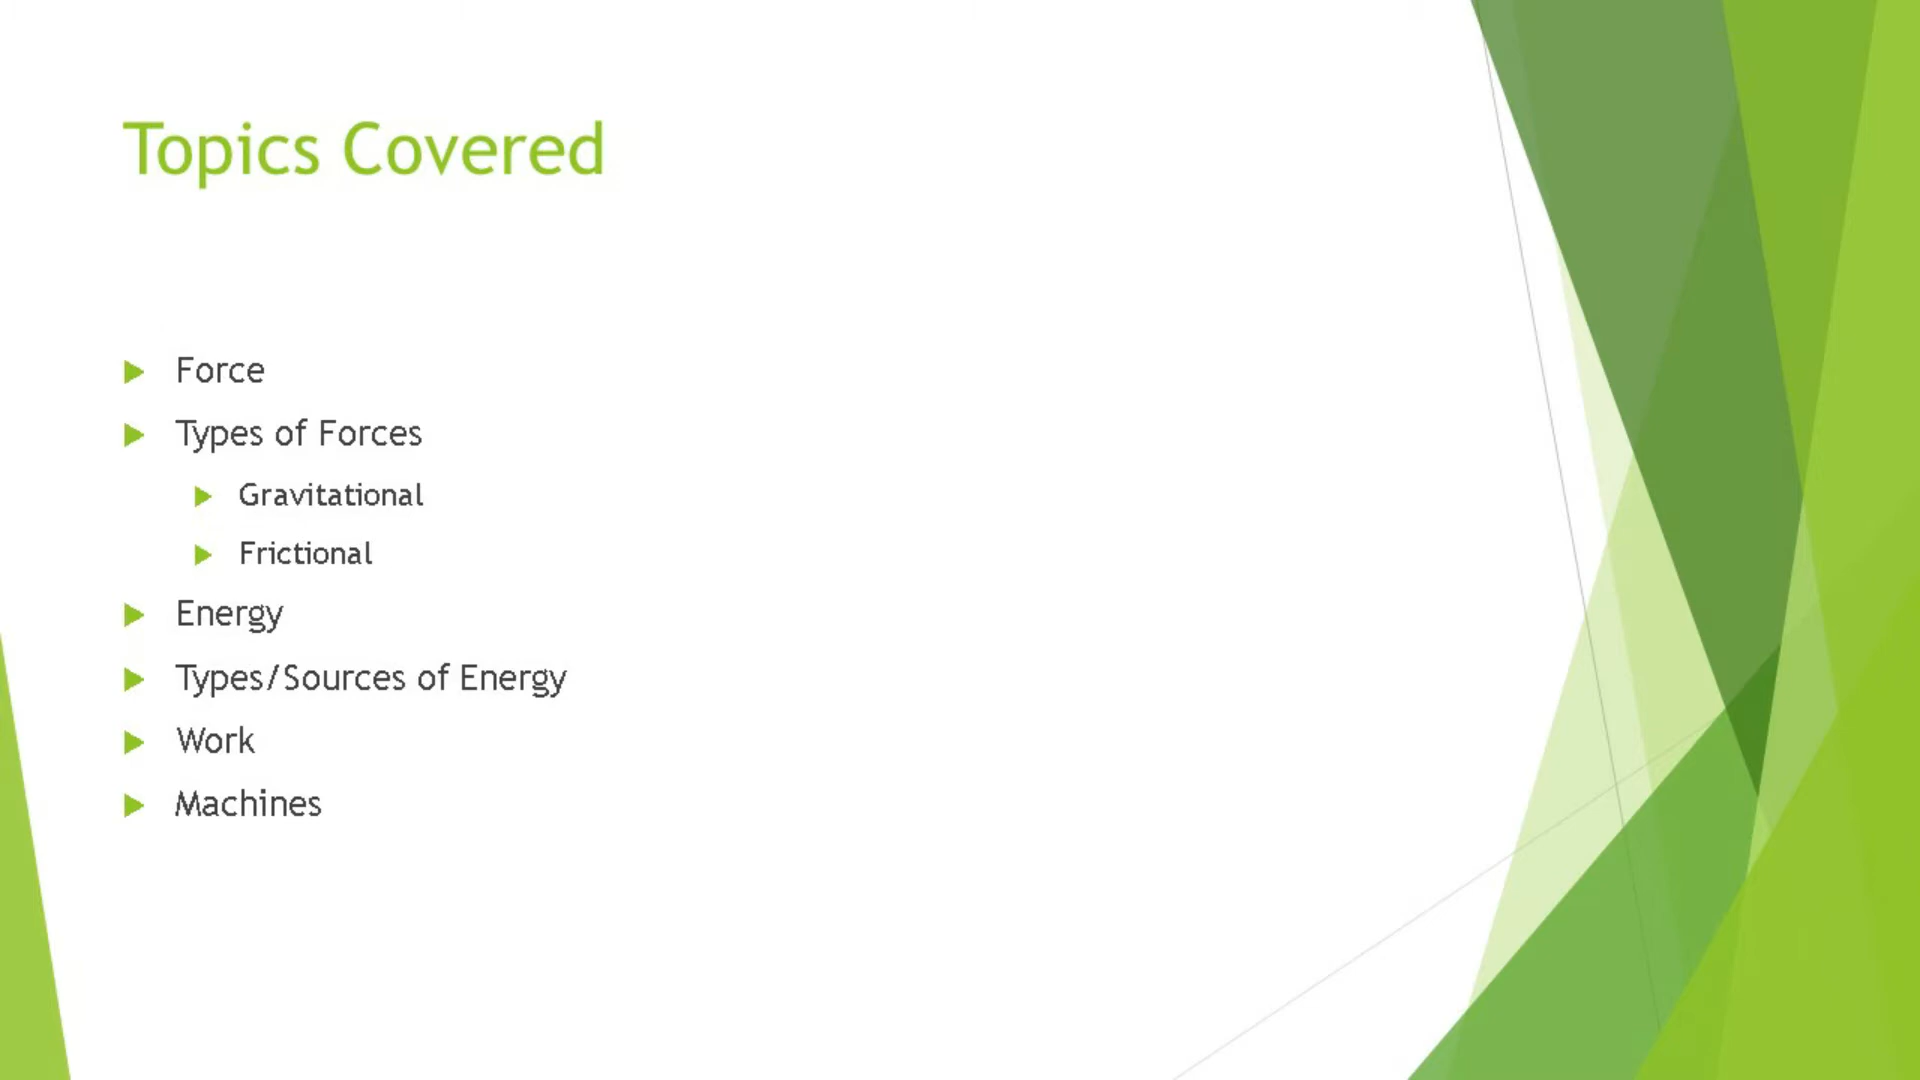 Topics Covered
Force
Types of Forces
Gravitational
Frictional
Energy
Types/Sources of Energy
Work
Machines